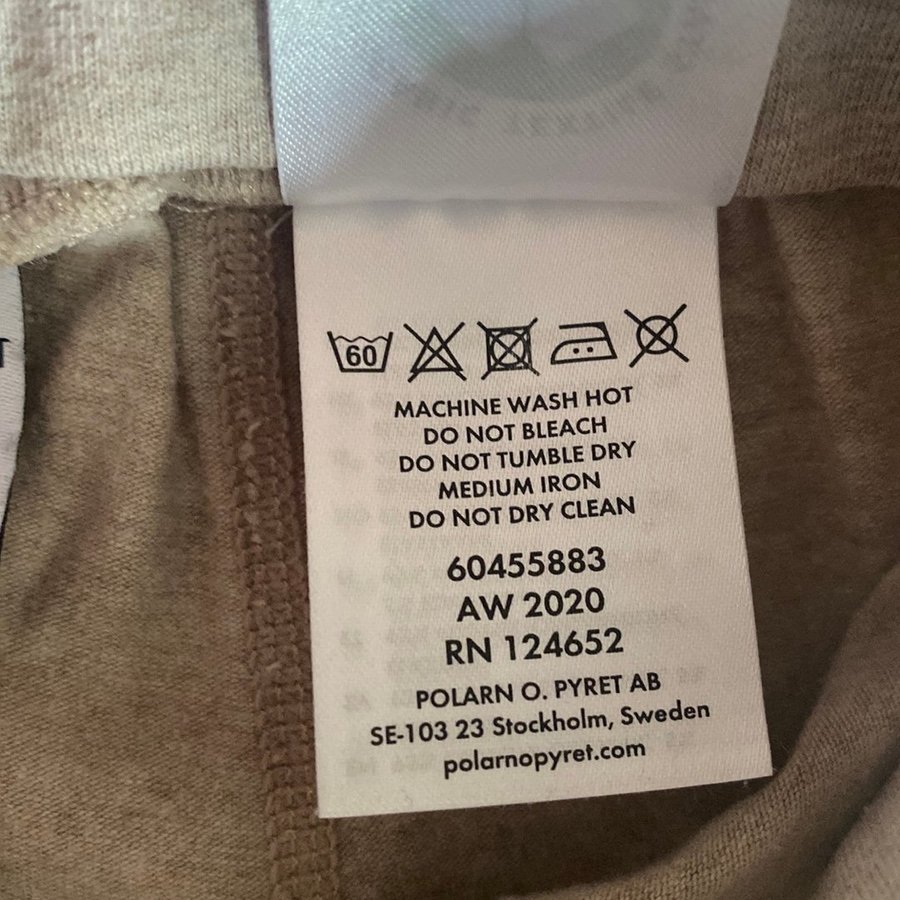 60
MACHINE WASH HOT
DO NOT BLEACH
DO NOT TUMBLE DRY
MEDIUM IRON
DO NOT DRY CLEAN
60455883
AW 2020
RN 124652
POLARN O. PYRET AB
SE-103 23 Stockholm, Sweden
polarnopyret.com